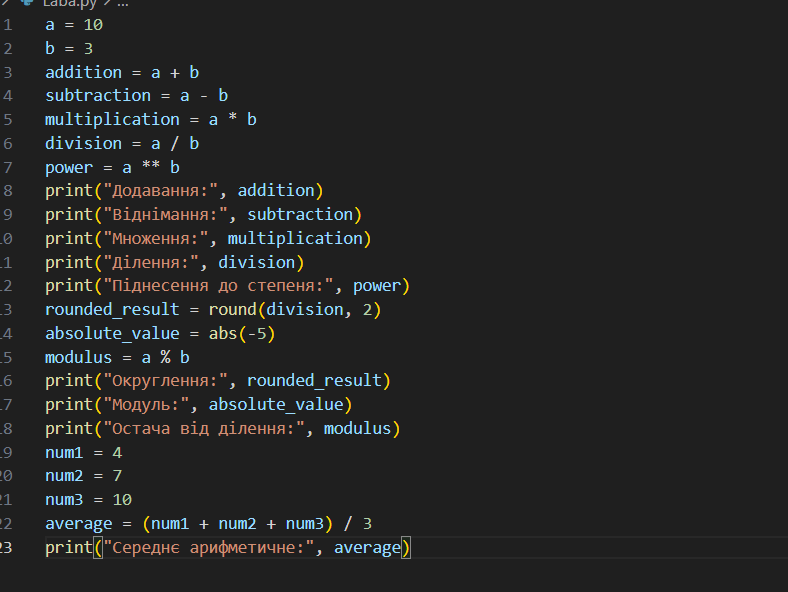 Laba.py > ...
1 a = 10
2 b = 3
3 addition = a + b
4 subtraction = a - b
5 multiplication = a * b
6 division = a / b
7 power = a ** b
8 print("Додавання:", addition)
9 print("Віднімання:", subtraction)
10 print("Множення:", multiplication)
11 print("Ділення:", division)
12 print("Піднесення до степеня:", power)
13 rounded_result = round(division, 2)
14 absolute_value = abs(-5)
15 modulus = a % b
16 print("Округлення:", rounded_result)
17 print("Модуль:", absolute_value)
18 print("Остача від ділення:", modulus)
19 num1 = 4
20 num2 = 7
21 num3 = 10
22 average = (num1 + num2 + num3) / 3
23 print("Середнє арифметичне:", average)